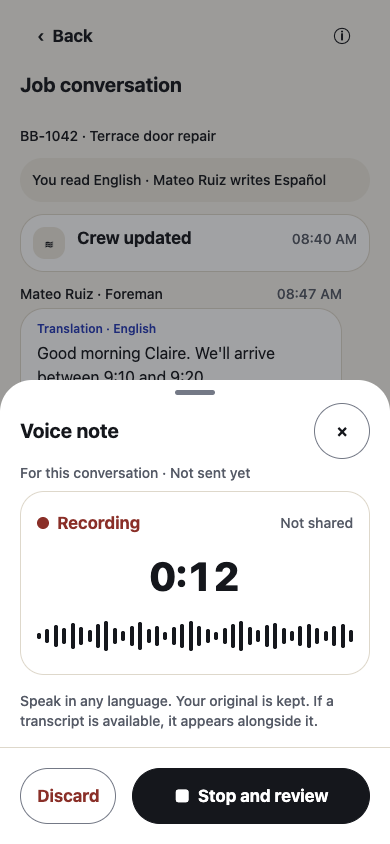 ‹ Back
Job conversation
BB-1042 · Terrace door repair
You read English · Mateo Ruiz writes Español
Crew updated 08:40 AM
Mateo Ruiz · Foreman 08:47 AM
Translation · English
Good morning Claire. We'll arrive
between 9:10 and 9:20
Voice note
×
For this conversation · Not sent yet
Recording Not shared
0:12
Speak in any language. Your original is kept. If a
transcript is available, it appears alongside it.
Discard Stop and review